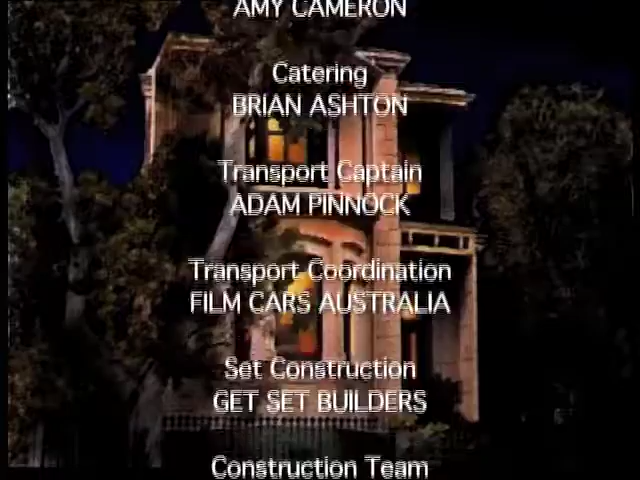 AMY CAMERON
Catering
BRIAN ASHTON
Transport Captain
ADAM PINNOCK
Transport Coordination
FILM CARS AUSTRALIA
Set Construction
GET SET BUILDERS
Construction Team